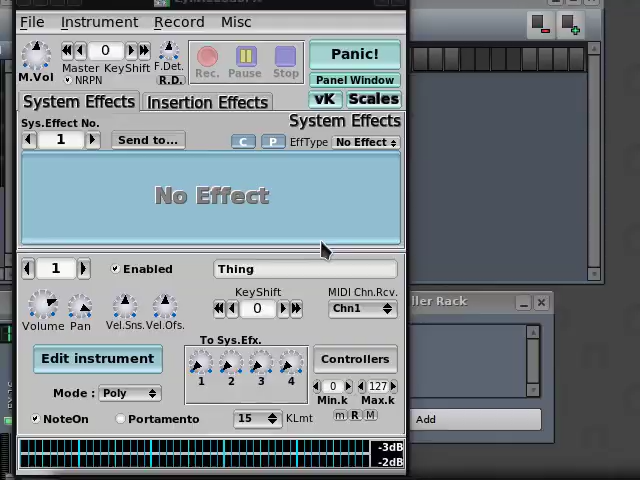 File Instrument Record Misc
M.Vol
0
Master KeyShift
NRPN
F.Det.
R.D.
Rec. Pause Stop
Panic!
Panel Window
vK Scales
System Effects Insertion Effects
Sys.Effect No.
System Effects
1 Send to... C P EffType No Effect
No Effect
1 Enabled Thing
Volume Pan Vel.Sns. Vel.Ofs.
KeyShift
0
MIDI Chn.Rcv.
Chn1
Edit instrument
To Sys.Efx.
1 2 3 4
Controllers
0 127
Min.k Max.k
Mode : Poly
NoteOn Portamento 15 KLmt m R M
-3dB
-2dB
ller Rack
Add